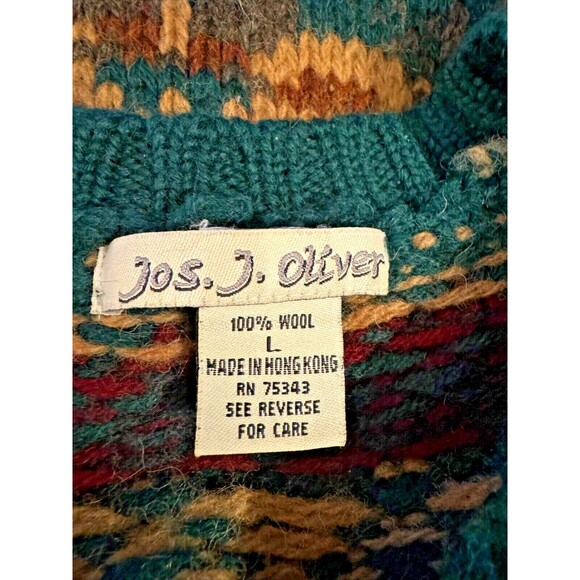 Jos. J. Oliver
100% WOOL
L
MADE IN HONG KONG
RN 75343
SEE REVERSE
FOR CARE